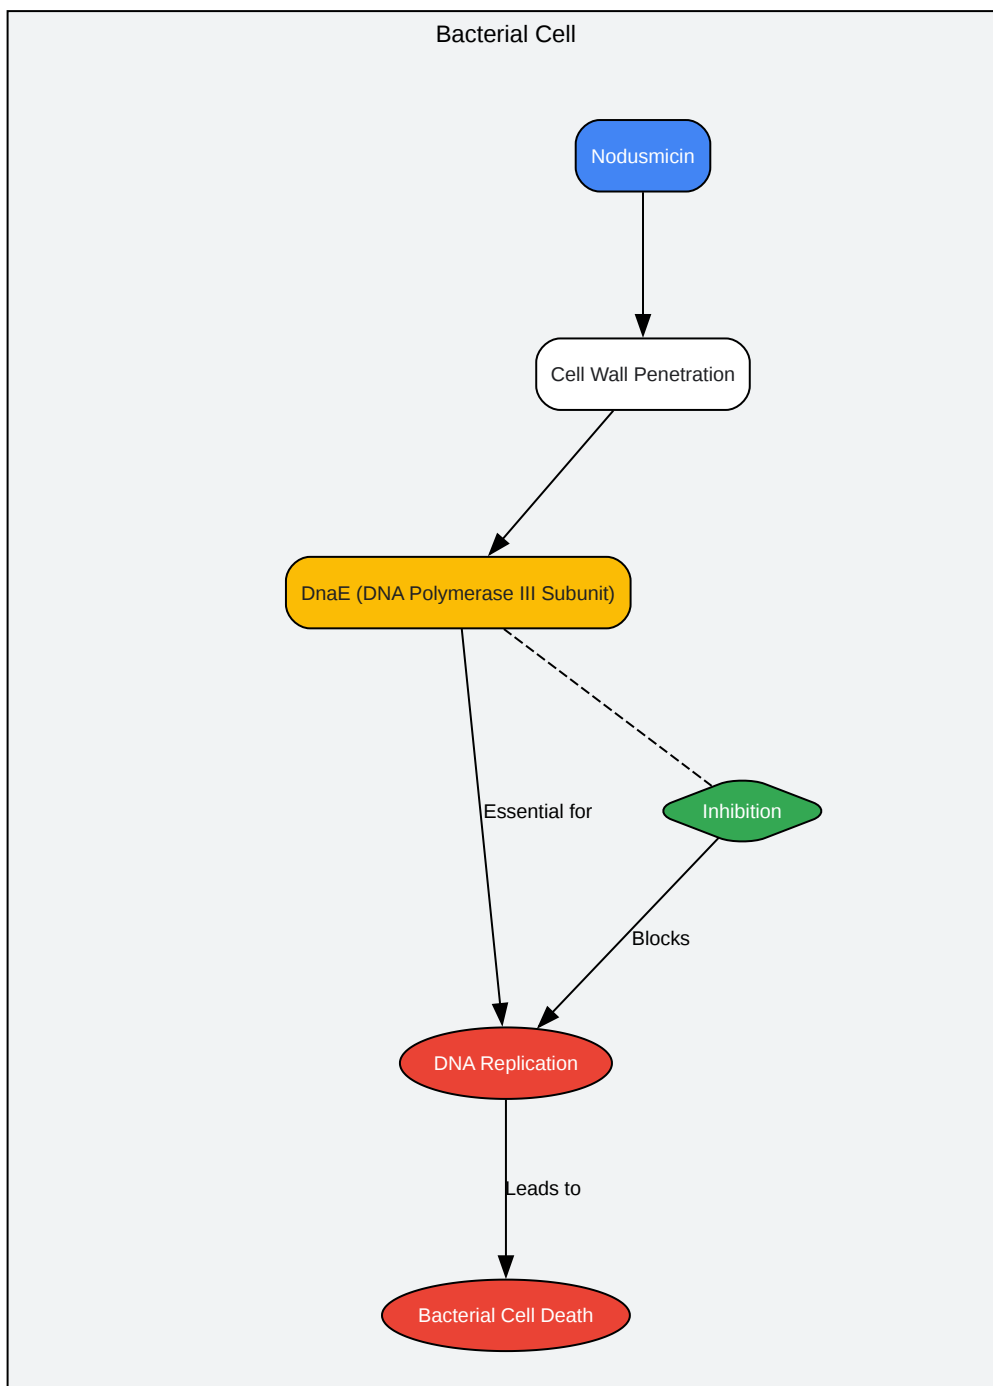 Bacterial Cell
Nodusmicin
Cell Wall Penetration
DnaE (DNA Polymerase III Subunit)
Essential for
Inhibition
Blocks
DNA Replication
Leads to
Bacterial Cell Death